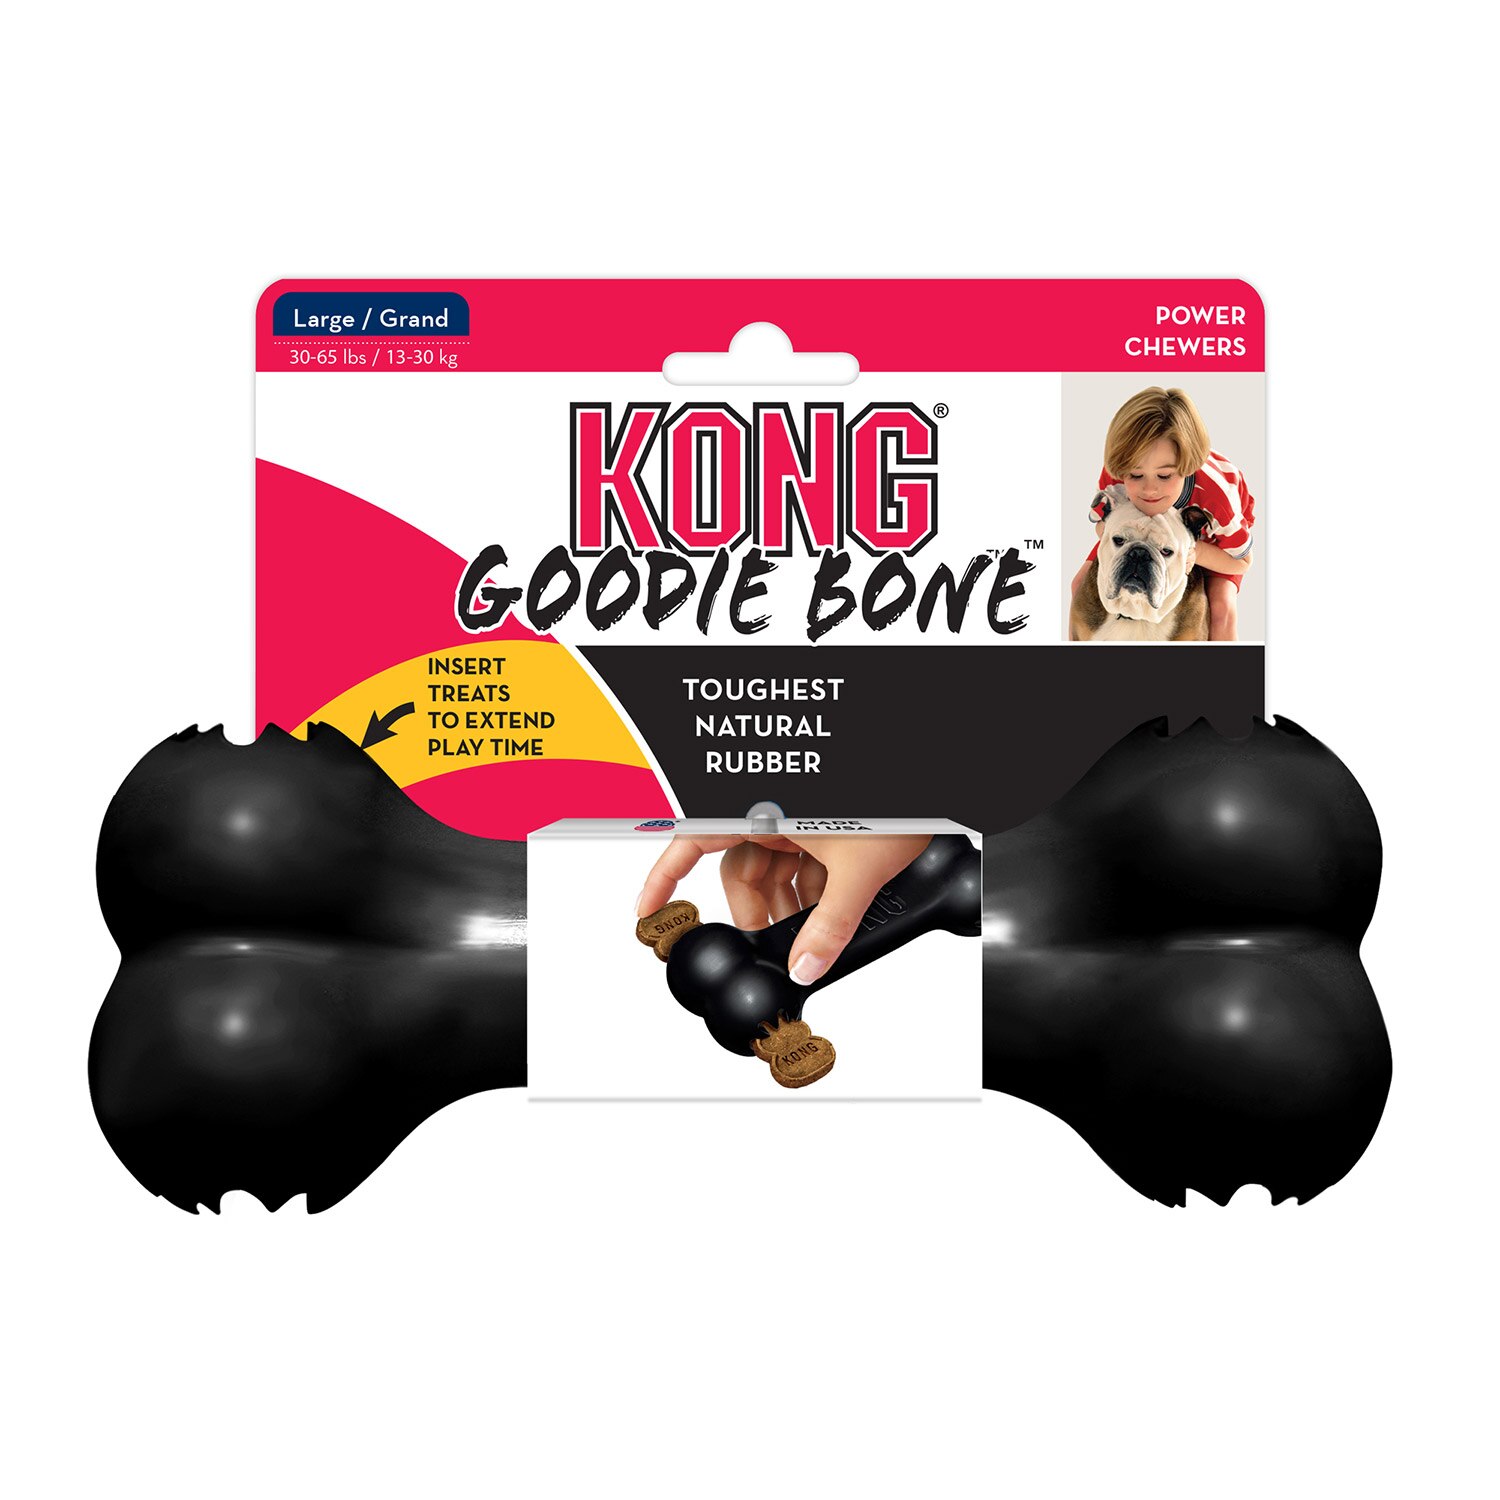 Large / Grand
30-65 lbs / 13-30 kg
POWER
CHEWERS
KONG®
GOODIE BONE™ ™
INSERT
TREATS
TO EXTEND
PLAY TIME
TOUGHEST
NATURAL
RUBBER
MADE
IN USA
KONG
KONG